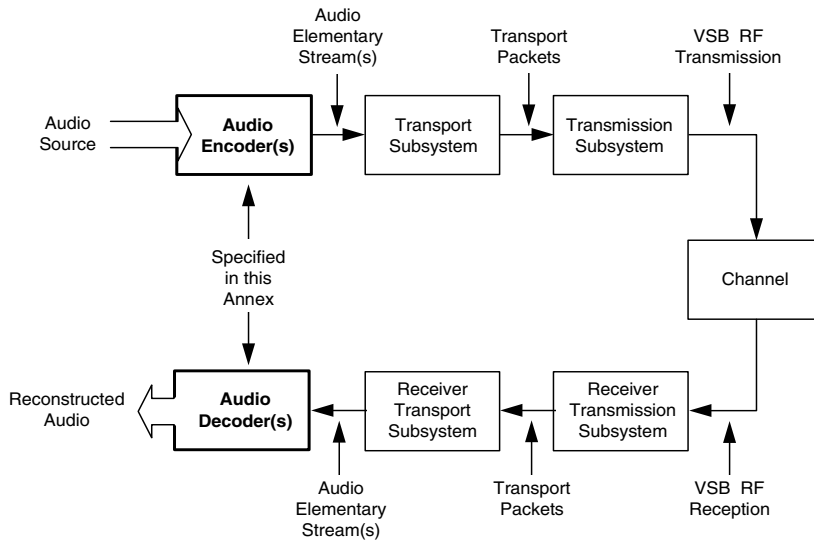 Audio
Elementary
Stream(s)
Transport
Packets
VSB RF
Transmission
Audio
Source
Audio
Encoder(s)
Transport
Subsystem
Transmission
Subsystem
Specified
in this
Annex
Channel
Reconstructed
Audio
Audio
Decoder(s)
Receiver
Transport
Subsystem
Receiver
Transmission
Subsystem
Audio
Elementary
Stream(s)
Transport
Packets
VSB RF
Reception